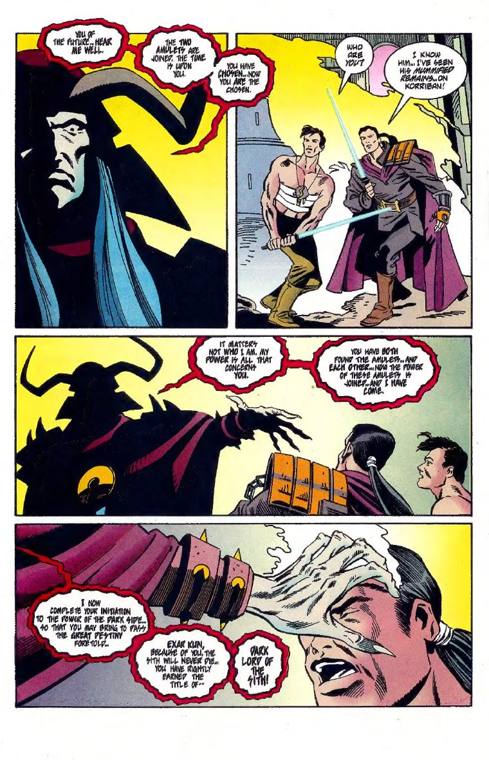 YOU OF
THE FUTURE... HEAR
ME WELL.
THE TWO
AMULETS ARE
JOINED. THE TIME
IS UPON
YOU.
YOU HAVE
CHOSEN... NOW
YOU ARE THE
CHOSEN.
WHO
ARE
YOU?
I KNOW
HIM... I'VE SEEN
HIS MUMMIFIED
REMAINS... ON
KORRIBAN!
IT MATTERS
NOT WHO I AM. MY
POWER IS ALL THAT
CONCERNS
YOU.
YOU HAVE BOTH
FOUND THE AMULETS... AND
EACH OTHER... NOW THE POWER
OF THESE AMULETS IS
JOINED... AND I HAVE
COME.
I NOW
COMPLETE YOUR INITIATION
TO THE POWER OF THE DARK SIDE...
SO THAT YOU MAY BRING TO PASS
THE GREAT DESTINY
FORETOLD...
EXAR KUN,
BECAUSE OF YOU, THE
SITH WILL NEVER DIE...
YOU HAVE RIGHTLY
EARNED THE
TITLE OF--
DARK
LORD OF
THE
SITH!